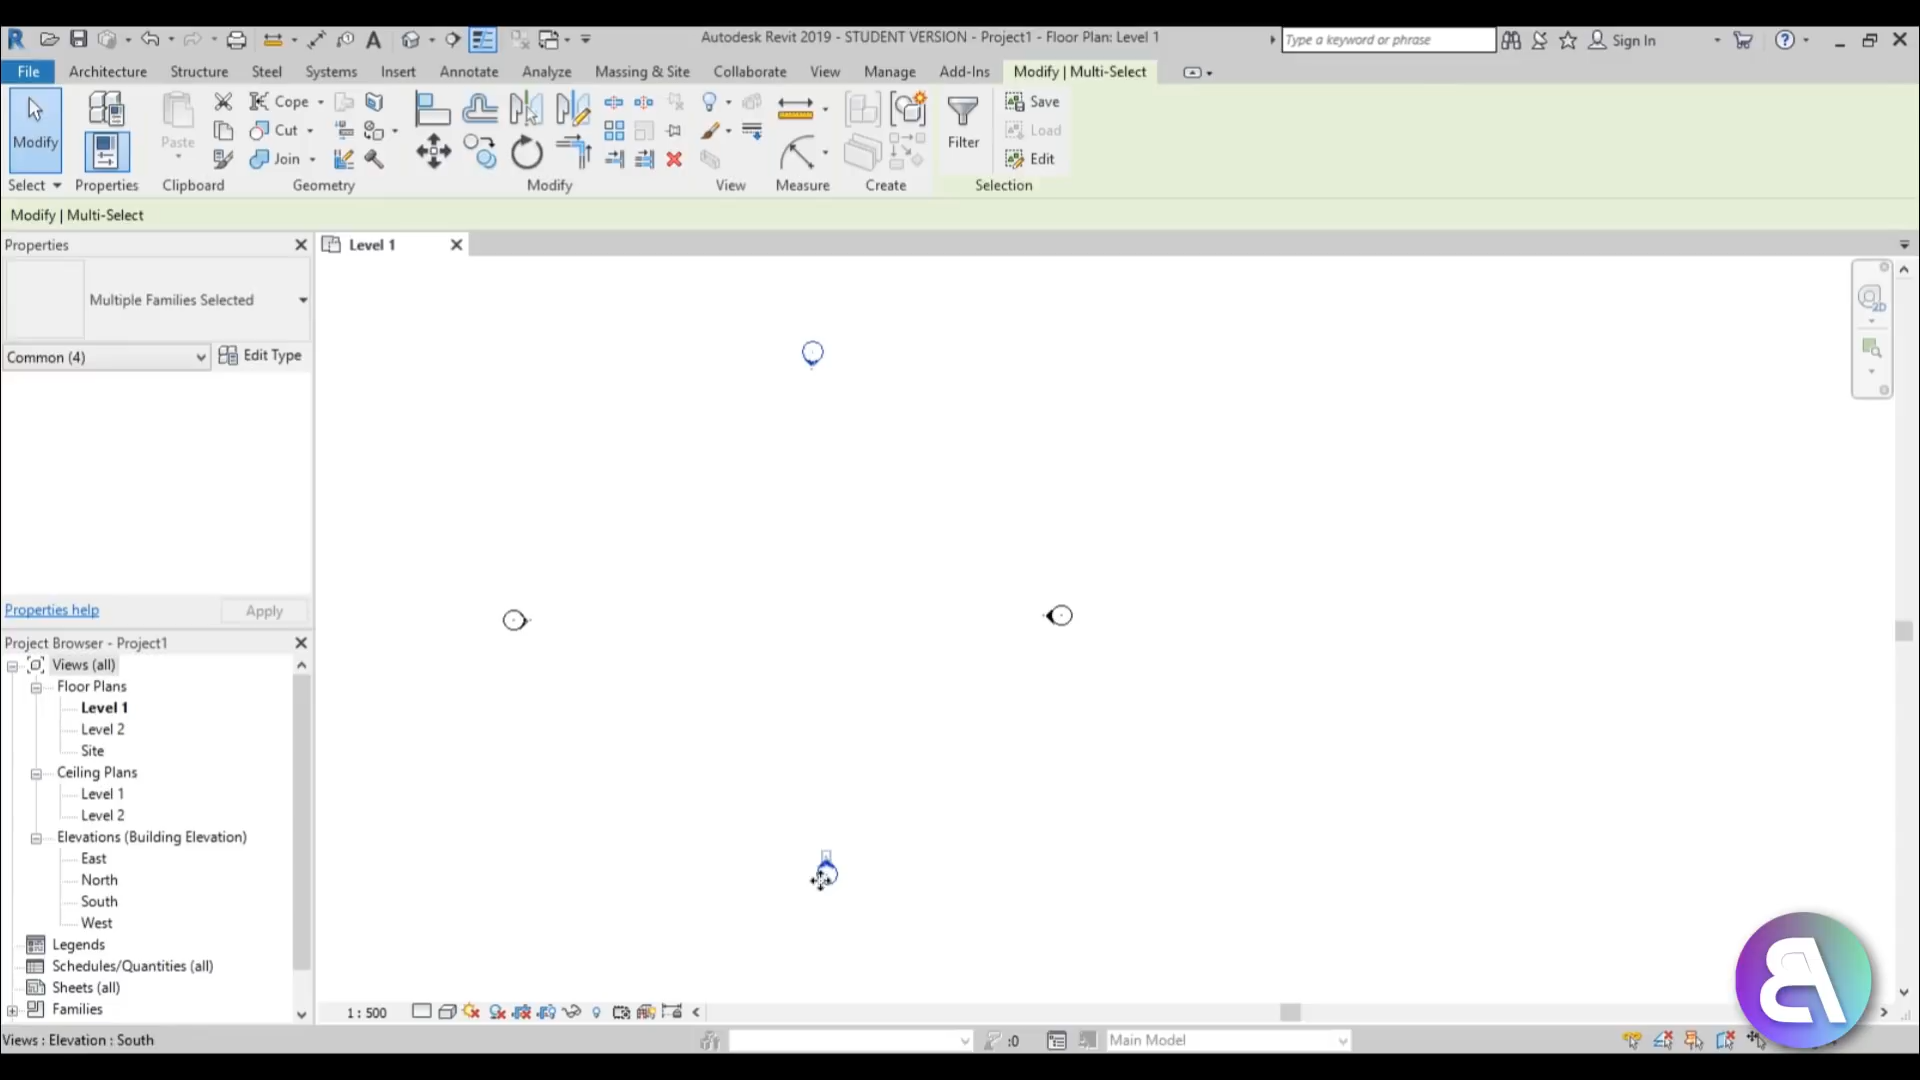 Autodesk Revit 2019 - STUDENT VERSION - Project1 - Floor Plan: Level 1
Type a keyword or phrase
Sign In
File Architecture Structure Steel Systems Insert Annotate Analyze Massing & Site Collaborate View Manage Add-Ins Modify | Multi-Select
Modify
Paste
Cope
Cut
Join
Filter
Save
Load
Edit
Select Properties Clipboard Geometry Modify View Measure Create Selection
Modify | Multi-Select
Properties
Level 1
Multiple Families Selected
Common (4)
Edit Type
2D
Properties help
Apply
Project Browser - Project1
Views (all)
Floor Plans
Level 1
Level 2
Site
Ceiling Plans
Level 1
Level 2
Elevations (Building Elevation)
East
North
South
West
Legends
Schedules/Quantities (all)
Sheets (all)
Families
1 : 500
Views : Elevation : South
:0
Main Model